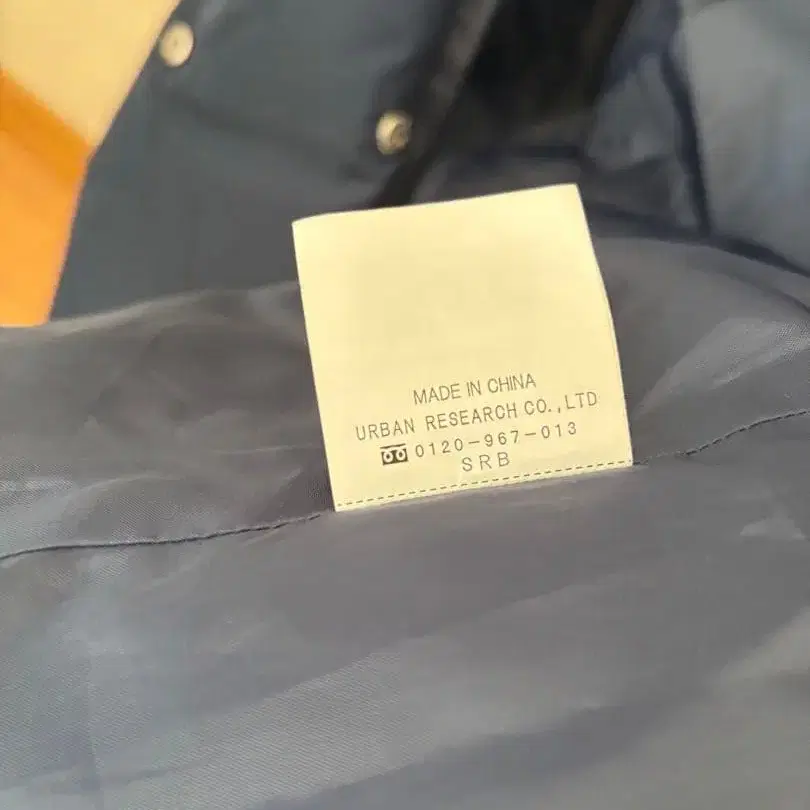 MADE IN CHINA
URBAN RESEARCH CO.,LTD
0120-967-013
SRB